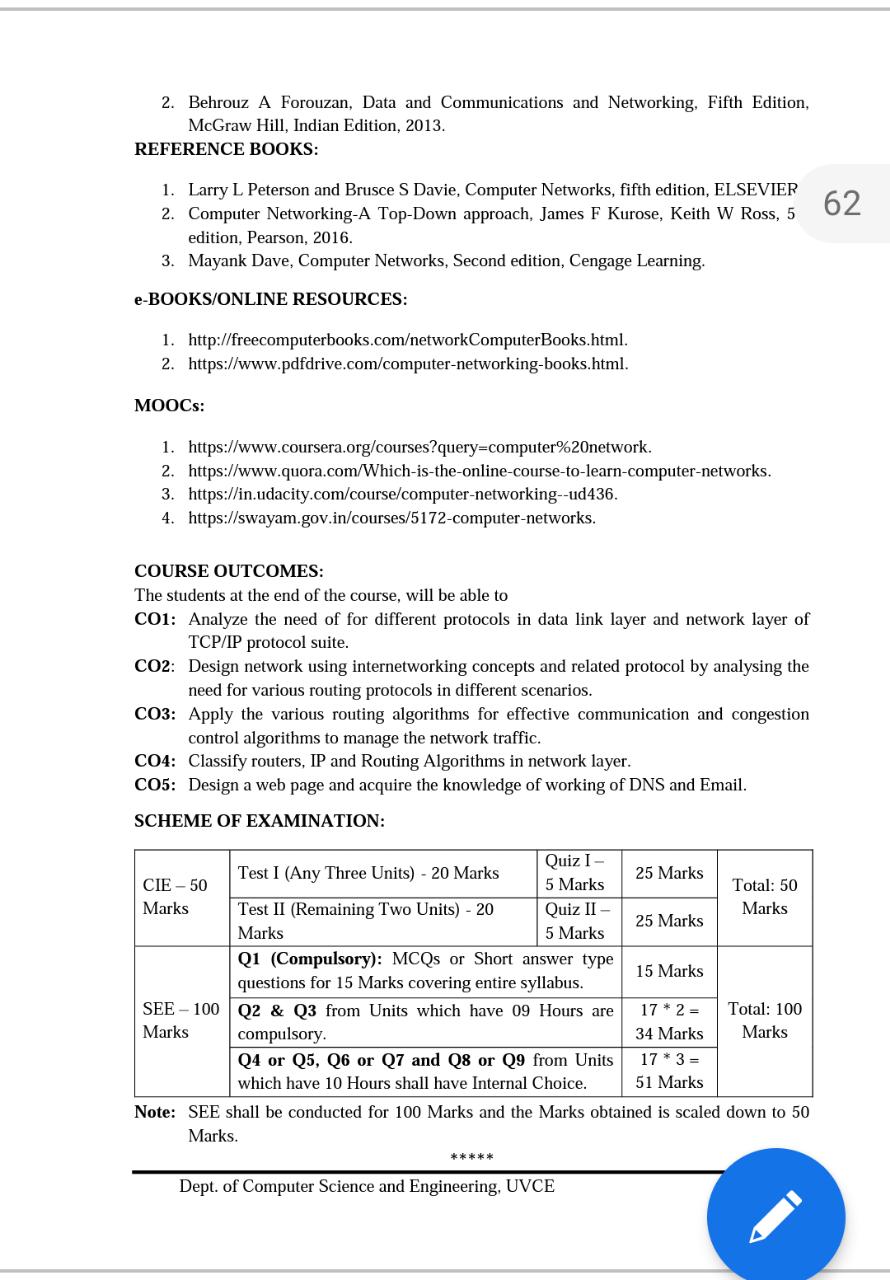 2. Behrouz A Forouzan, Data and Communications and Networking, Fifth Edition,
McGraw Hill, Indian Edition, 2013.
REFERENCE BOOKS:
1. Larry L Peterson and Brusce S Davie, Computer Networks, fifth edition, ELSEVIER
2. Computer Networking-A Top-Down approach, James F Kurose, Keith W Ross, 5
62
edition, Pearson, 2016.
3. Mayank Dave, Computer Networks, Second edition, Cengage Learning.
e-BOOKS/ONLINE RESOURCES:
1. http://freecomputerbooks.com/networkComputerBooks.html.
2. https://www.pdfdrive.com/computer-networking-books.html.
MOOCs:
1. https://www.coursera.org/courses?query=computer%20network.
2. https://www.quora.com/Which-is-the-online-course-to-learn-computer-networks.
3. https://in.udacity.com/course/computer-networking--ud436.
4. https://swayam.gov.in/courses/5172-computer-networks.
COURSE OUTCOMES:
The students at the end of the course, will be able to
CO1: Analyze the need of for different protocols in data link layer and network layer of
TCP/IP protocol suite.
CO2: Design network using internetworking concepts and related protocol by analysing the
need for various routing protocols in different scenarios.
CO3: Apply the various routing algorithms for effective communication and congestion
control algorithms to manage the network traffic.
CO4: Classify routers, IP and Routing Algorithms in network layer.
CO5: Design a web page and acquire the knowledge of working of DNS and Email.
SCHEME OF EXAMINATION:
CIE – 50
Marks
Test I (Any Three Units) - 20 Marks
Quiz I –
5 Marks
25 Marks
Total: 50
Marks
Test II (Remaining Two Units) - 20
Marks
Quiz II –
5 Marks
25 Marks
SEE – 100
Marks
Q1 (Compulsory): MCQs or Short answer type
questions for 15 Marks covering entire syllabus.
15 Marks
Total: 100
Marks
Q2 & Q3 from Units which have 09 Hours are
compulsory.
17 * 2 =
34 Marks
Q4 or Q5, Q6 or Q7 and Q8 or Q9 from Units
which have 10 Hours shall have Internal Choice.
17 * 3 =
51 Marks
Note: SEE shall be conducted for 100 Marks and the Marks obtained is scaled down to 50
Marks.
*****
Dept. of Computer Science and Engineering, UVCE